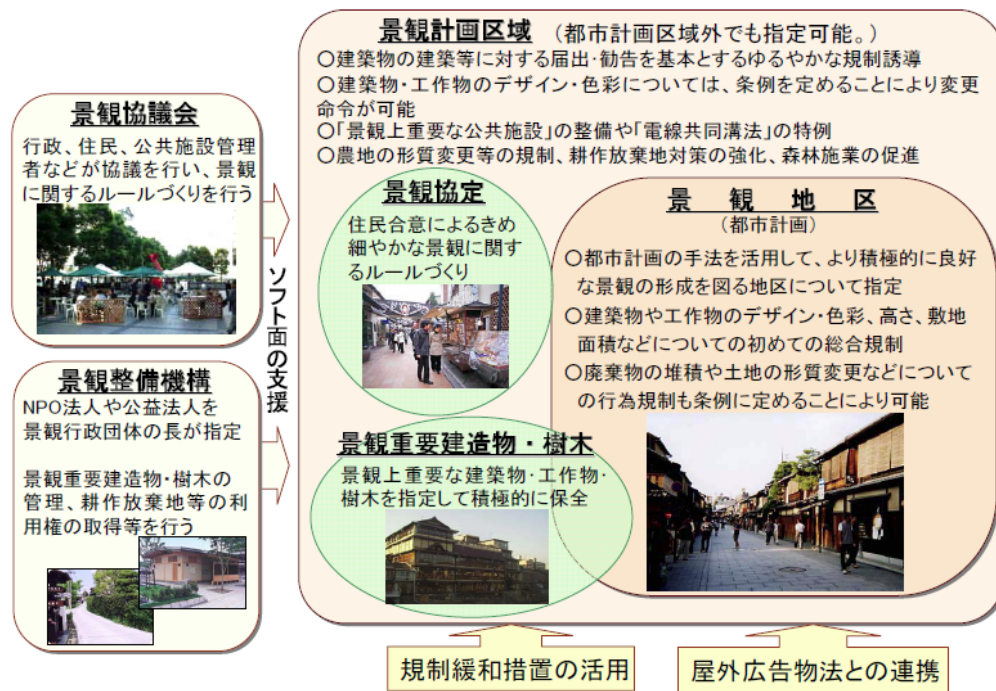 景観計画区域 (都市計画区域外でも指定可能。)
○建築物の建築等に対する届出・勧告を基本とするゆるやかな規制誘導
○建築物・工作物のデザイン・色彩については、条例を定めることにより変更
命令が可能
○「景観上重要な公共施設」の整備や「電線共同溝法」の特例
○農地の形質変更等の規制、耕作放棄地対策の強化、森林施業の促進
景観協議会
行政、住民、公共施設管理
者などが協議を行い、景観
に関するルールづくりを行う
景観整備機構
NPO法人や公益法人を
景観行政団体の長が指定
景観重要建造物・樹木の
管理、耕作放棄地等の利
用権の取得等を行う
ソフト面の支援
景観協定
住民合意によるきめ
細やかな景観に関す
るルールづくり
景観重要建造物・樹木
景観上重要な建築物・工作物・
樹木を指定して積極的に保全
景観地区
(都市計画)
○都市計画の手法を活用して、より積極的に良好
な景観の形成を図る地区について指定
○建築物や工作物のデザイン・色彩、高さ、敷地
面積などについての初めての総合規制
○廃棄物の堆積や土地の形質変更などについて
の行為規制も条例に定めることにより可能
規制緩和措置の活用
屋外広告物法との連携